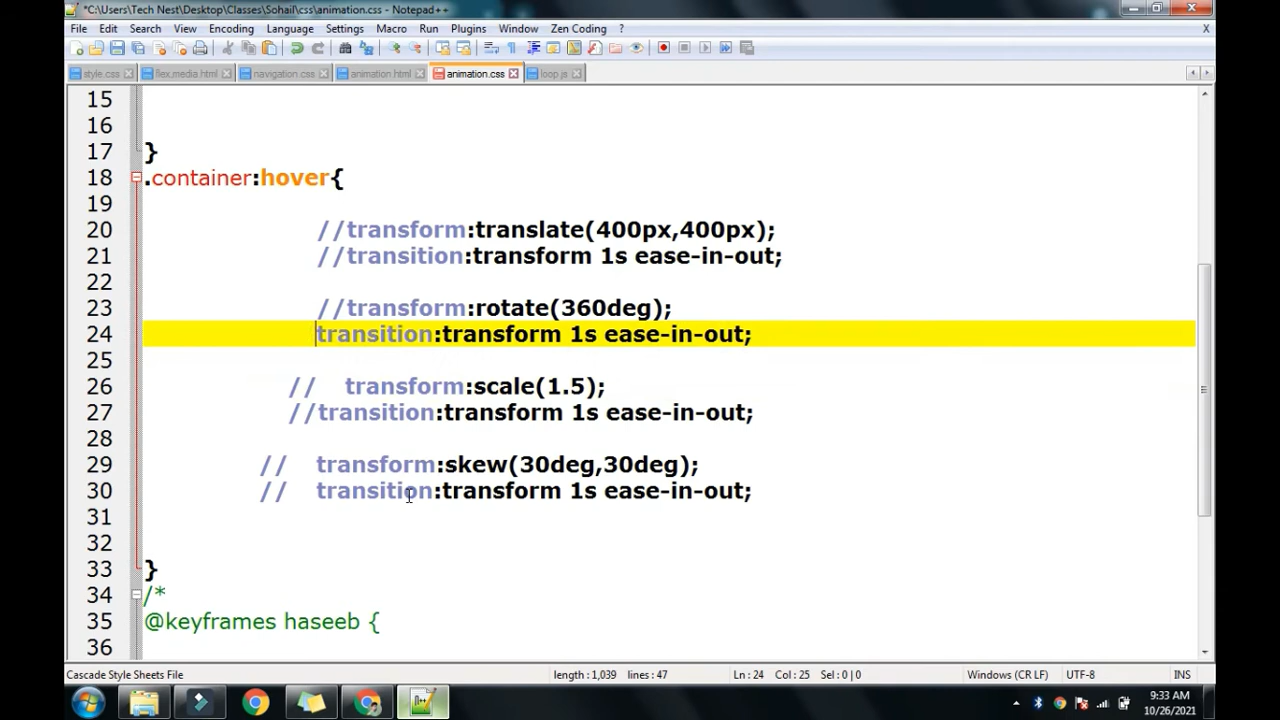 *C:\Users\Tech Nest\Desktop\Classes\Sohail\css\animation.css - Notepad++
File Edit Search View Encoding Language Settings Macro Run Plugins Window Zen Coding ? X
style.css flex.media.html navigation.css animation.html animation.css loop.js
15
16
17 }
18 .container:hover{
19
20 //transform:translate(400px,400px);
21 //transition:transform 1s ease-in-out;
22
23 //transform:rotate(360deg);
24 transition:transform 1s ease-in-out;
25
26 // transform:scale(1.5);
27 //transition:transform 1s ease-in-out;
28
29 // transform:skew(30deg,30deg);
30 // transition:transform 1s ease-in-out;
31
32
33 }
34 /*
35 @keyframes haseeb {
36
Cascade Style Sheets File length : 1,039 lines : 47 Ln : 24 Col : 25 Sel : 0 | 0 Windows (CR LF) UTF-8 INS
9:33 AM
10/26/2021